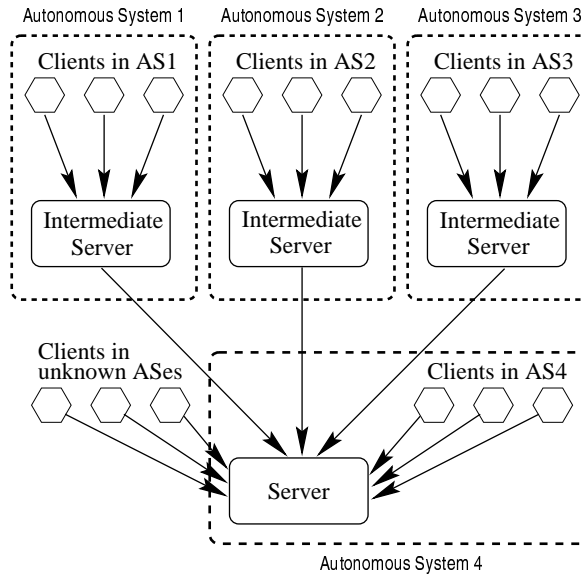 Autonomous System 1
Autonomous System 2
Autonomous System 3
Clients in AS1
Clients in AS2
Clients in AS3
Intermediate
Server
Intermediate
Server
Intermediate
Server
Clients in
unknown ASes
Clients in AS4
Server
Autonomous System 4